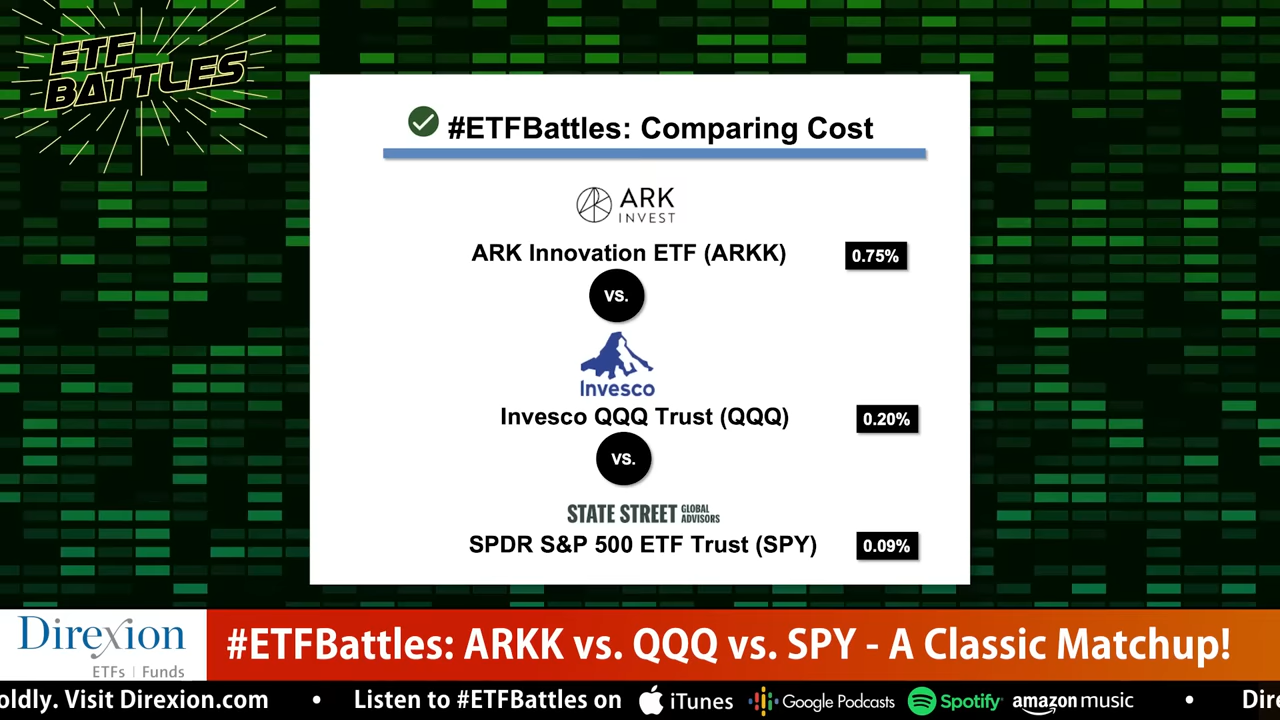 ETF
BATTLES
#ETFBattles: Comparing Cost
ARK
INVEST
ARK Innovation ETF (ARKK) 0.75%
VS.
Invesco
Invesco QQQ Trust (QQQ) 0.20%
VS.
STATE STREET GLOBAL ADVISORS
SPDR S&P 500 ETF Trust (SPY) 0.09%
Direxion
ETFs | Funds
#ETFBattles: ARKK vs. QQQ vs. SPY - A Classic Matchup!
oldly. Visit Direxion.com • Listen to #ETFBattles on iTunes Google Podcasts Spotify amazon music • Dir